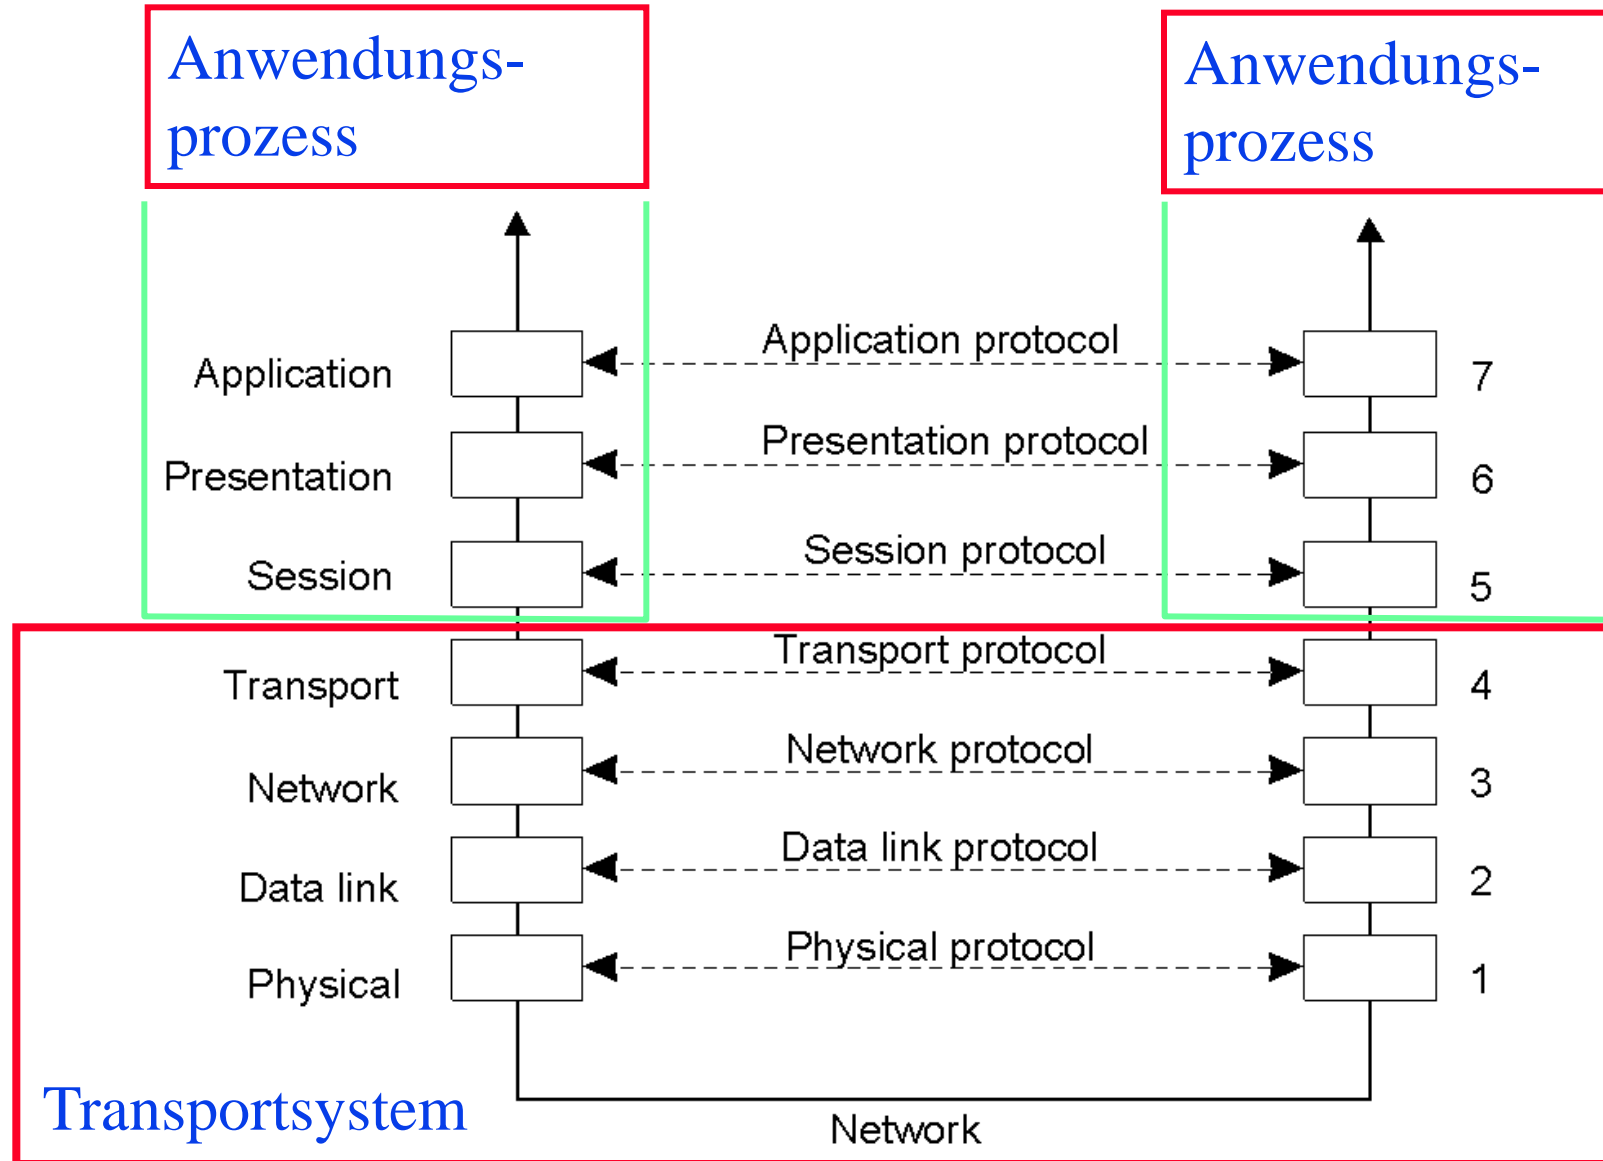 Anwendungs-
prozess
Anwendungs-
prozess
Application
Application protocol
7
Presentation
Presentation protocol
6
Session
Session protocol
5
Transport
Transport protocol
4
Network
Network protocol
3
Data link
Data link protocol
2
Physical
Physical protocol
1
Transportsystem
Network